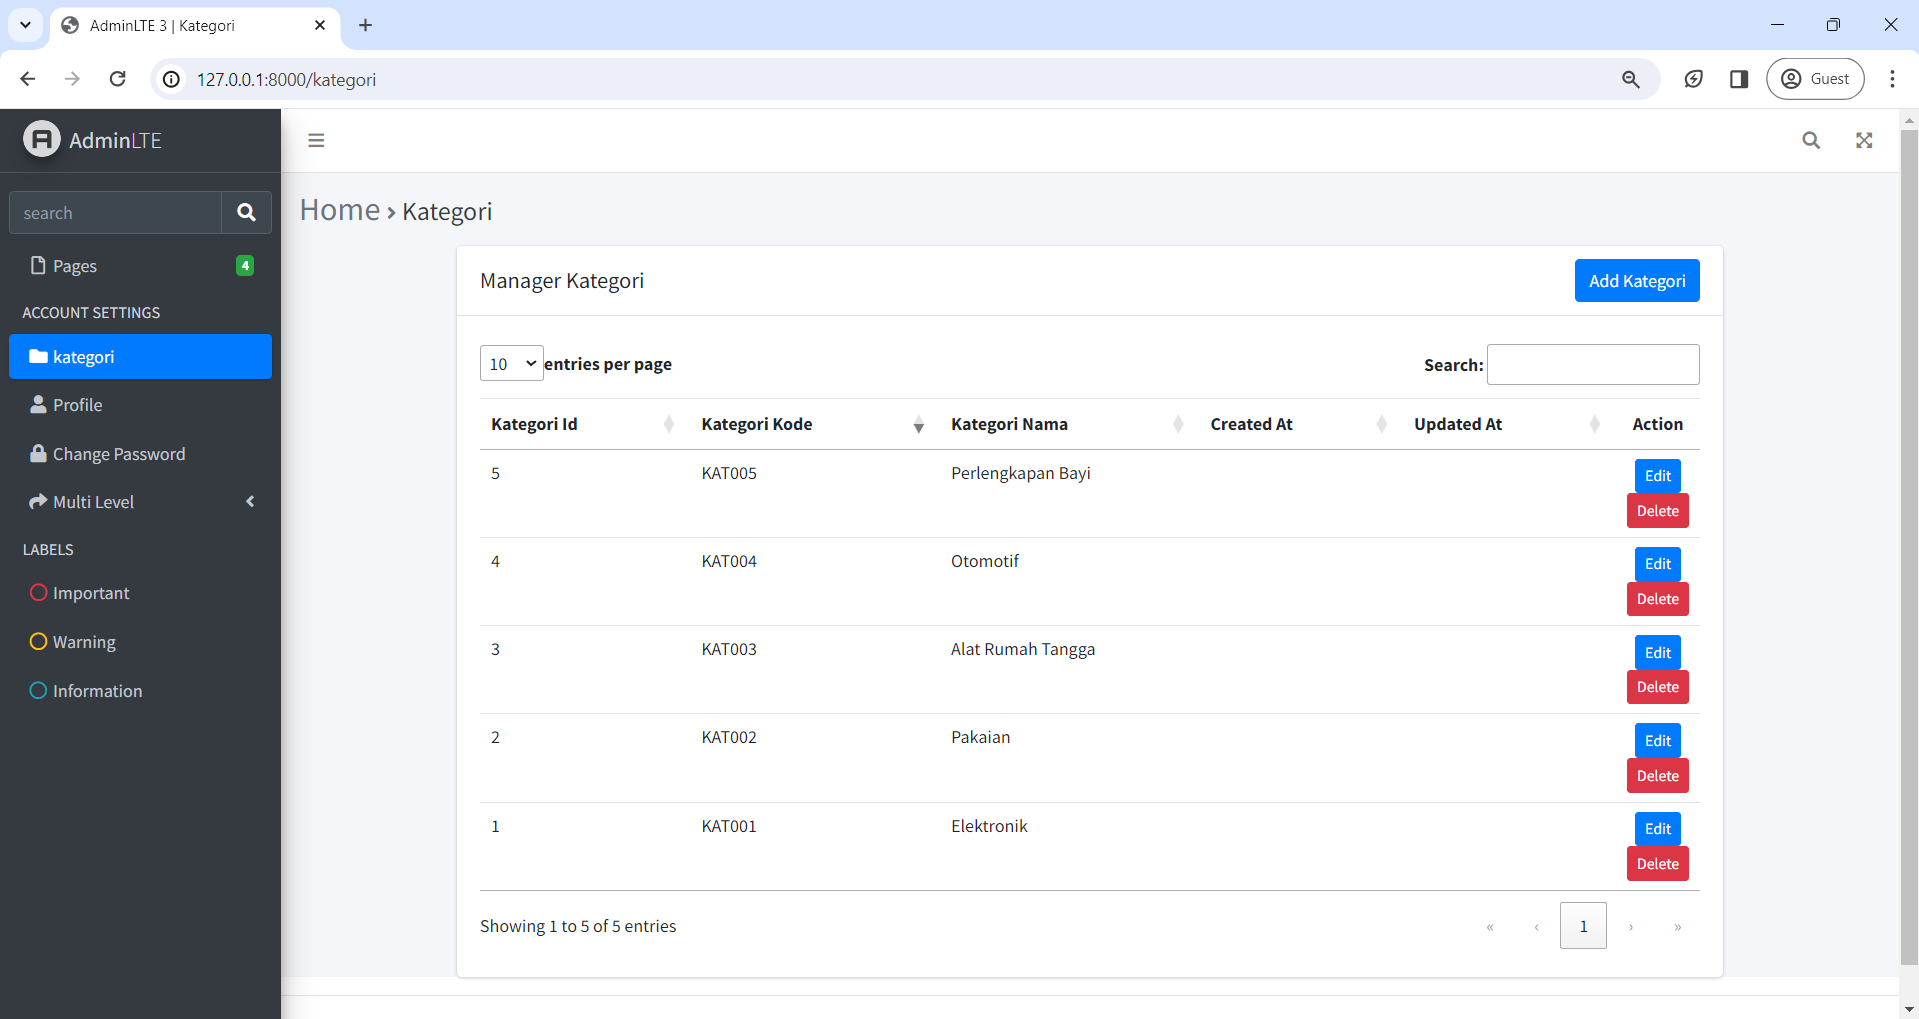 AdminLTE 3 | Kategori
127.0.0.1:8000/kategori
Guest
AdminLTE
search
Pages 4
ACCOUNT SETTINGS
kategori
Profile
Change Password
Multi Level
LABELS
Important
Warning
Information
Home › Kategori
Manager Kategori Add Kategori
10 entries per page Search:
Kategori Id Kategori Kode Kategori Nama Created At Updated At Action
5 KAT005 Perlengkapan Bayi Edit
Delete
4 KAT004 Otomotif Edit
Delete
3 KAT003 Alat Rumah Tangga Edit
Delete
2 KAT002 Pakaian Edit
Delete
1 KAT001 Elektronik Edit
Delete
Showing 1 to 5 of 5 entries « ‹ 1 › »